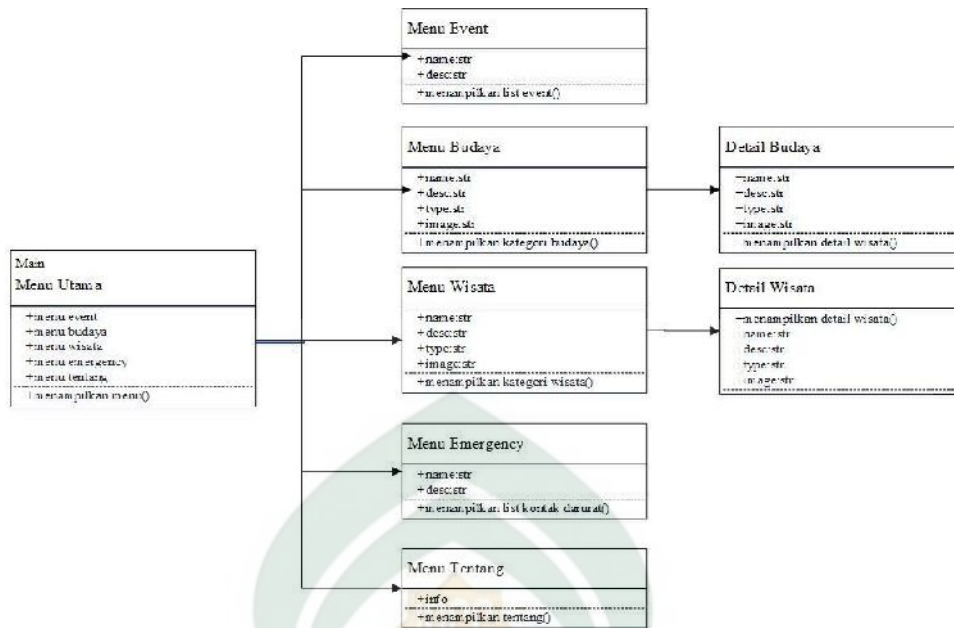 Menu Event
+name:str
+desc:str
+menampilkan list event()
Menu Budaya
+name:str
+desc:str
+type:str
+image:str
+menampilkan kategori budaya()
Detail Budaya
+name:str
+desc:str
+type:str
+image:str
+menampilkan detail wisata()
Main
Menu Utama
+menu event
+menu budaya
+menu wisata
+menu emergency
+menu tentang
+menampilkan menu()
Menu Wisata
+name:str
+desc:str
+type:str
+image:str
+menampilkan kategori wisata()
Detail Wisata
+menampilkan detail wisata()
name:str
desc:str
type:str
image:str
Menu Emergency
+name:str
+desc:str
+menampilkan list kontak darurat()
Menu Tentang
+info
+menampilkan tentang()